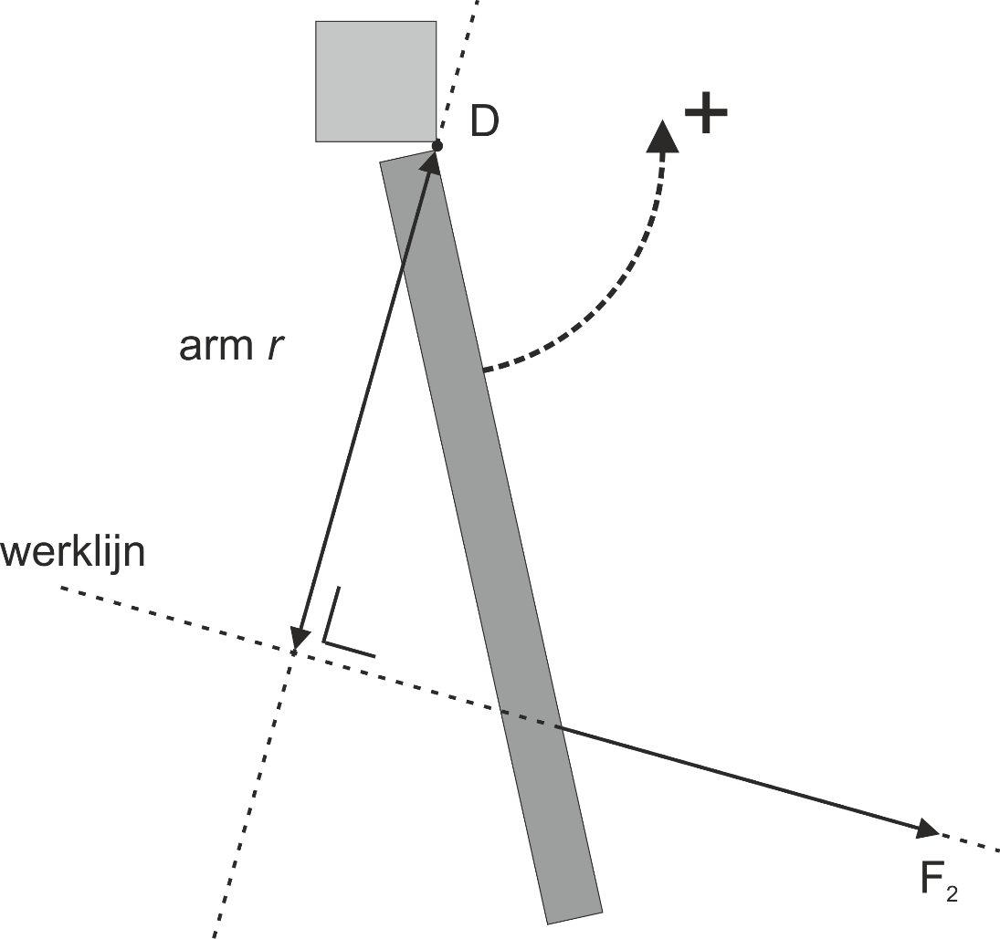 D
+
arm r
werklijn
F₂